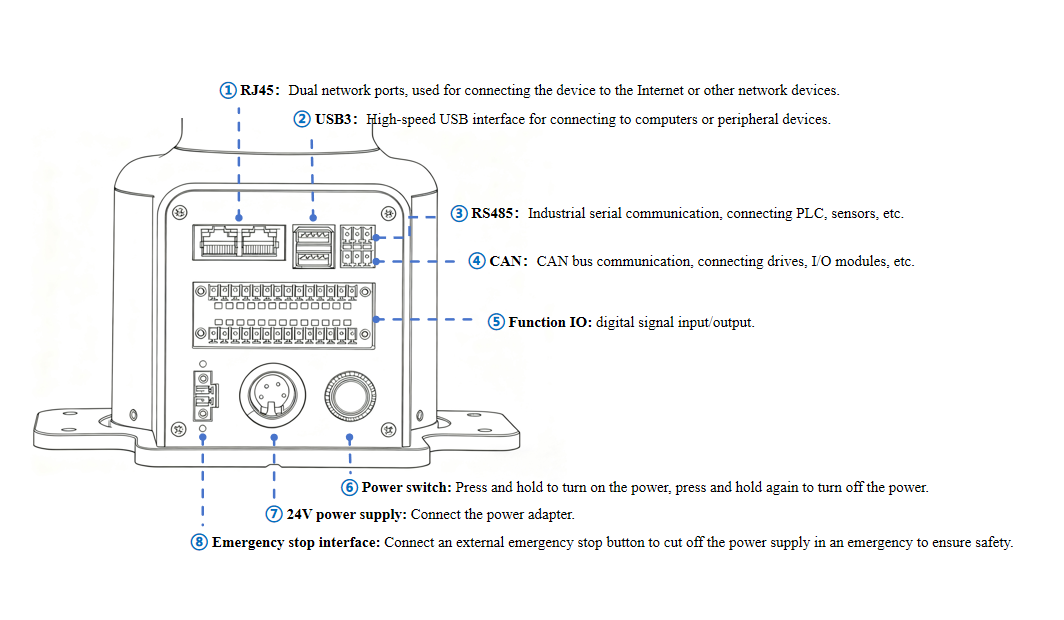 ① RJ45: Dual network ports, used for connecting the device to the Internet or other network devices.
② USB3: High-speed USB interface for connecting to computers or peripheral devices.
③ RS485: Industrial serial communication, connecting PLC, sensors, etc.
④ CAN: CAN bus communication, connecting drives, I/O modules, etc.
⑤ Function IO: digital signal input/output.
⑥ Power switch: Press and hold to turn on the power, press and hold again to turn off the power.
⑦ 24V power supply: Connect the power adapter.
⑧ Emergency stop interface: Connect an external emergency stop button to cut off the power supply in an emergency to ensure safety.